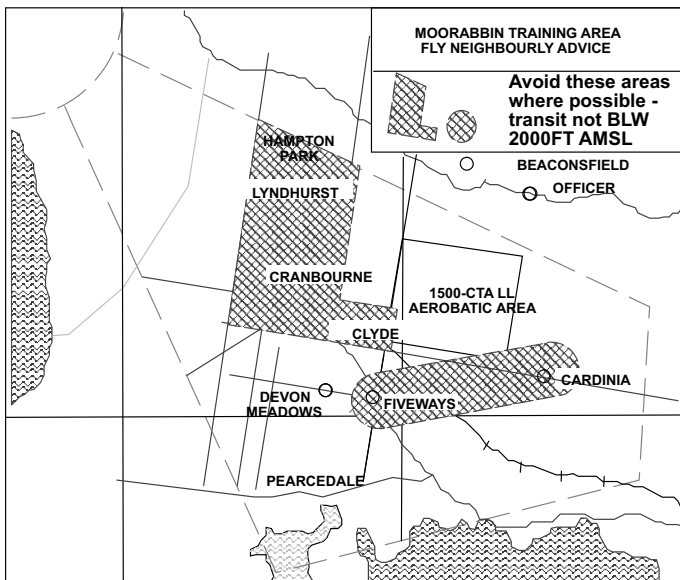 MOORABBIN TRAINING AREA
FLY NEIGHBOURLY ADVICE
Avoid these areas
where possible -
transit not BLW
2000FT AMSL
HAMPTON
PARK
BEACONSFIELD
OFFICER
LYNDHURST
CRANBOURNE
1500-CTA LL
AEROBATIC AREA
CLYDE
CARDINIA
DEVON
MEADOWS
FIVEWAYS
PEARCEDALE